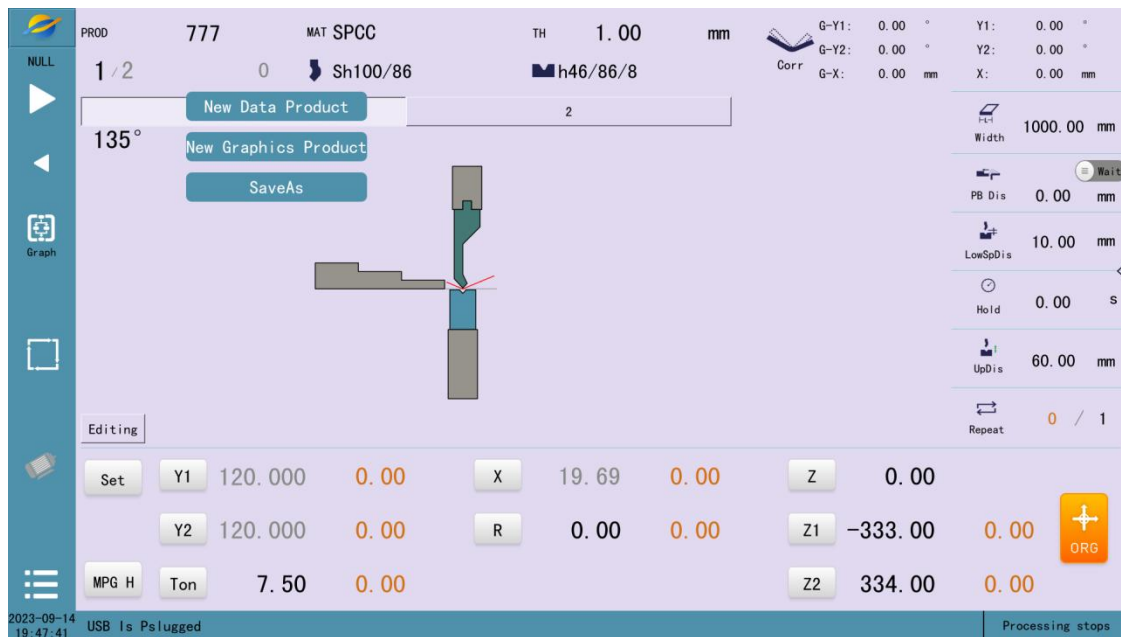 PROD 777 MAT SPCC TH 1.00 mm
G-Y1: 0.00 ° Y1: 0.00 °
NULL
1/2 0 Sh100/86 h46/86/8
Corr G-Y2: 0.00 ° Y2: 0.00 °
G-X: 0.00 mm X: 0.00 mm
New Data Product 2
135°
New Graphics Product
SaveAs
Width 1000.00 mm
Wait
PB Dis 0.00 mm
Graph
LowSpDis 10.00 mm
Hold 0.00 S
UpDis 60.00 mm
Repeat 0 / 1
Editing
Set Y1 120.000 0.00 X 19.69 0.00 Z 0.00
Y2 120.000 0.00 R 0.00 0.00 Z1 -333.00 0.00
ORG
MPG H Ton 7.50 0.00 Z2 334.00 0.00
2023-09-14
19:47:41
USB Is Pslugged Processing stops